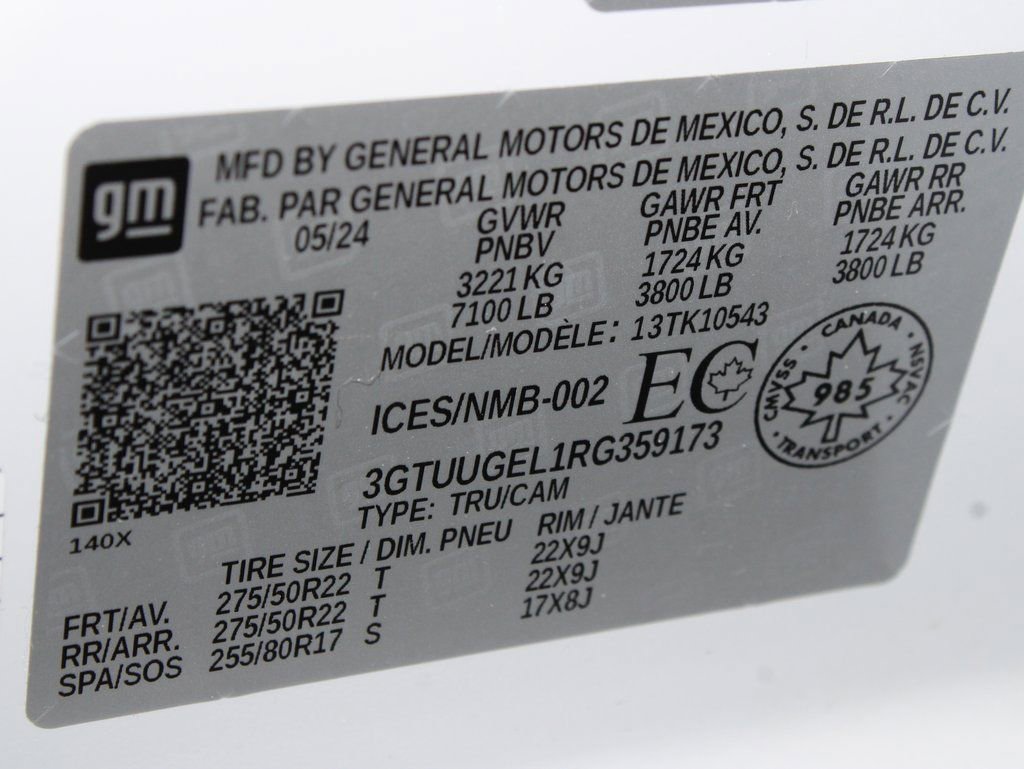 gm
MFD BY GENERAL MOTORS DE MEXICO, S. DE R.L. DE C.V.
FAB. PAR GENERAL MOTORS DE MEXICO, S. DE R.L. DE C.V.
05/24 GVWR GAWR FRT GAWR RR
PNBV PNBE AV. PNBE ARR.
3221 KG 1724 KG 1724 KG
7100 LB 3800 LB 3800 LB
MODEL/MODÈLE: 13TK10543
ICES/NMB-002 EC
CANADA · NSVAC · TRANSPORT · CMVSS ·
985
3GTUUGEL1RG359173
TYPE: TRU/CAM
140X
TIRE SIZE / DIM. PNEU RIM / JANTE
FRT/AV. 275/50R22 T 22X9J
RR/ARR. 275/50R22 T 22X9J
SPA/SOS 255/80R17 S 17X8J